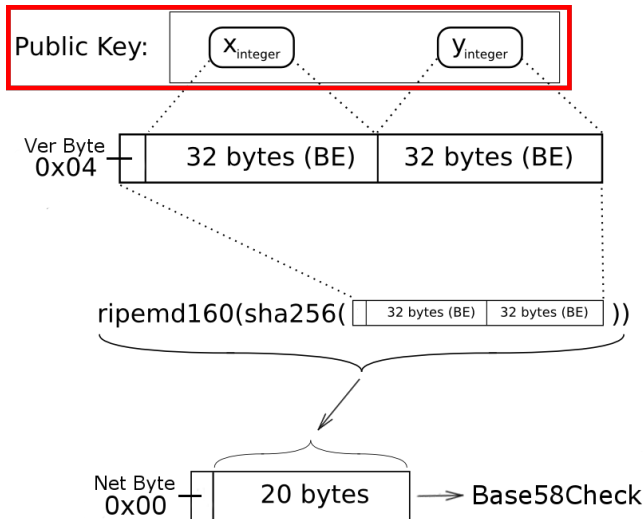 Public Key: x integer y integer
Ver Byte
0x04
32 bytes (BE) 32 bytes (BE)
ripemd160(sha256( 32 bytes (BE) 32 bytes (BE) ))
Net Byte
0x00
20 bytes
Base58Check